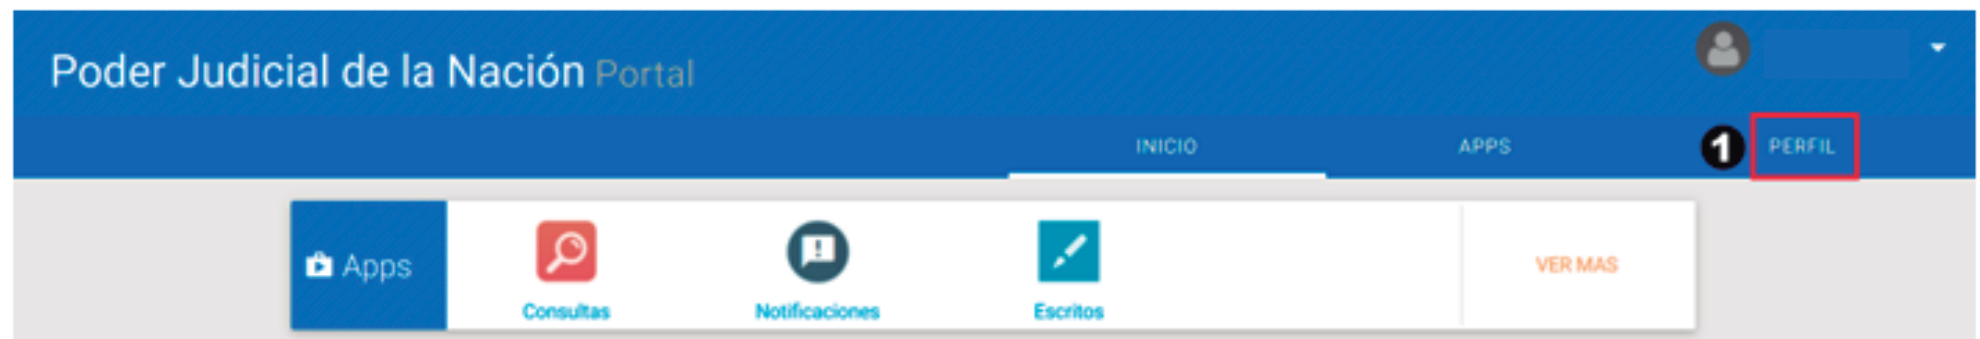 Poder Judicial de la Nación Portal
INICIO APPS 1 PERFIL
Apps Consultas Notificaciones Escritos VER MAS